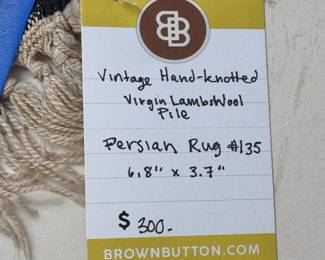 BB
Vintage Hand-knotted
Virgin LambsWool
Pile
Persian Rug #135
6.8" x 3.7"
$ 300.-
BROWNBUTTON.COM